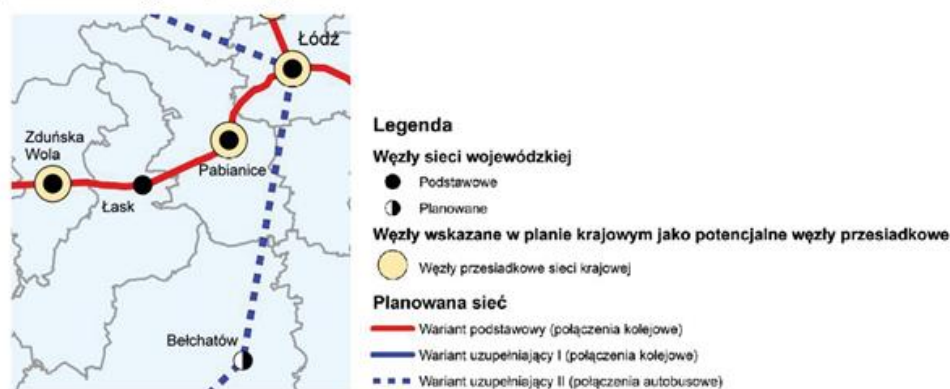 Łódź
Zduńska
Wola
Pabianice
Łask
Bełchatów
Legenda
Węzły sieci wojewódzkiej
Podstawowe
Planowane
Węzły wskazane w planie krajowym jako potencjalne węzły przesiadkowe
Węzły przesiadkowe sieci krajowej
Planowana sieć
Wariant podstawowy (połączenia kolejowe)
Wariant uzupełniający I (połączenia kolejowe)
Wariant uzupełniający II (połączenia autobusowe)